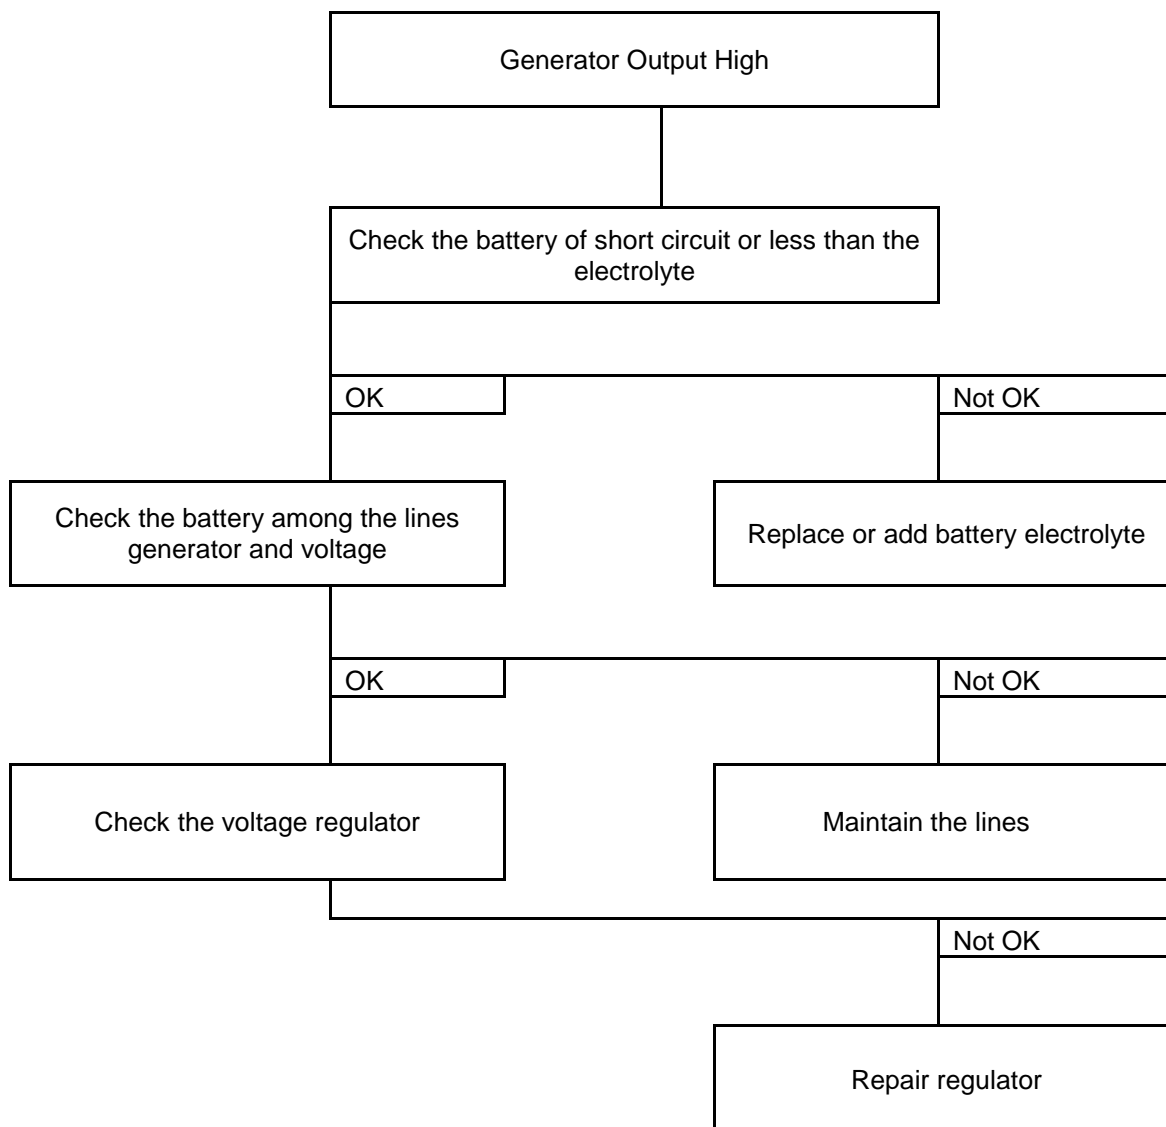 Generator Output High
Check the battery of short circuit or less than the
electrolyte
OK
Not OK
Check the battery among the lines
generator and voltage
Replace or add battery electrolyte
OK
Not OK
Check the voltage regulator
Maintain the lines
Not OK
Repair regulator